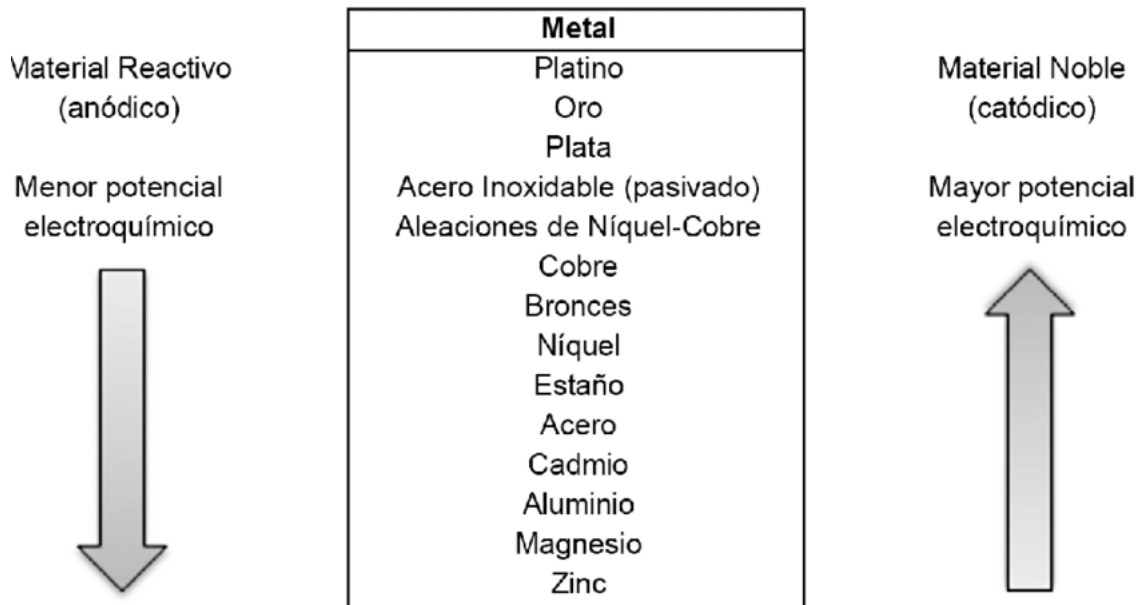 Metal
Material Reactivo
(anódico)
Menor potencial
electroquímico
Platino
Oro
Plata
Acero Inoxidable (pasivado)
Aleaciones de Níquel-Cobre
Cobre
Bronces
Níquel
Estaño
Acero
Cadmio
Aluminio
Magnesio
Zinc
Material Noble
(catódico)
Mayor potencial
electroquímico